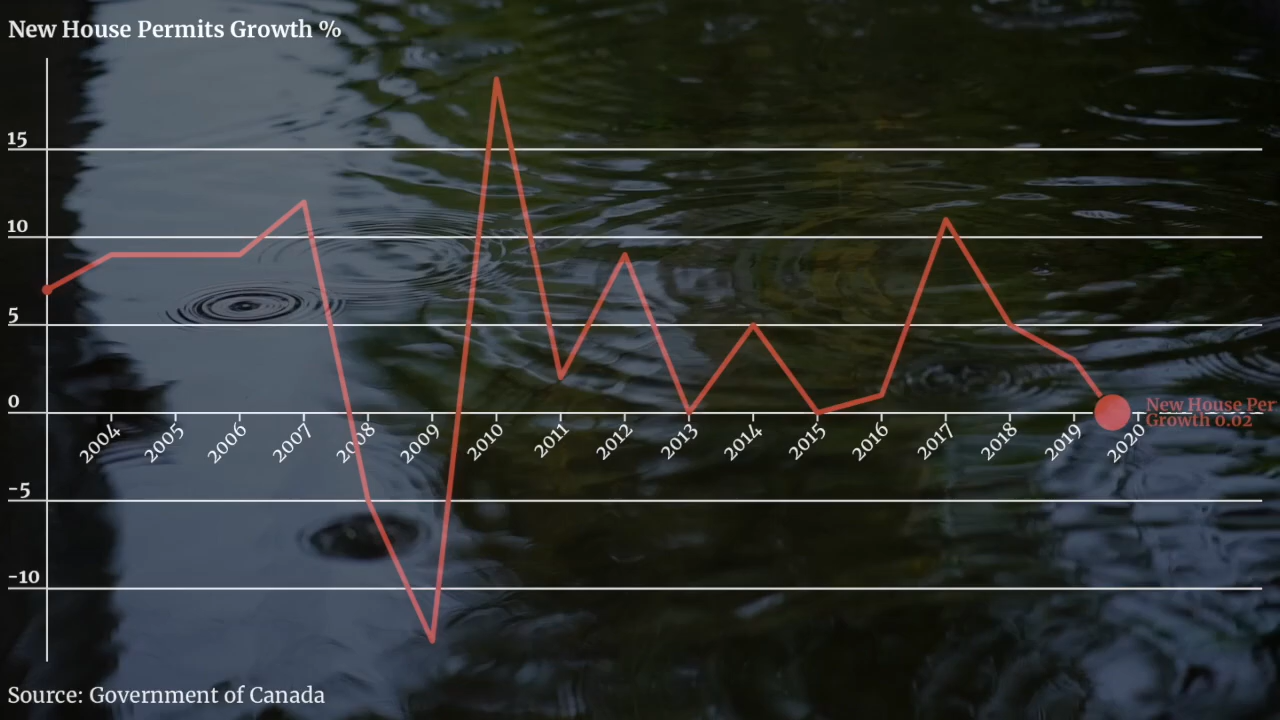 New House Permits Growth %
15
10
5
0
-5
-10
2004 2005 2006 2007 2008 2009 2010 2011 2012 2013 2014 2015 2016 2017 2018 2019 2020
New House Per
Growth 0.02
Source: Government of Canada